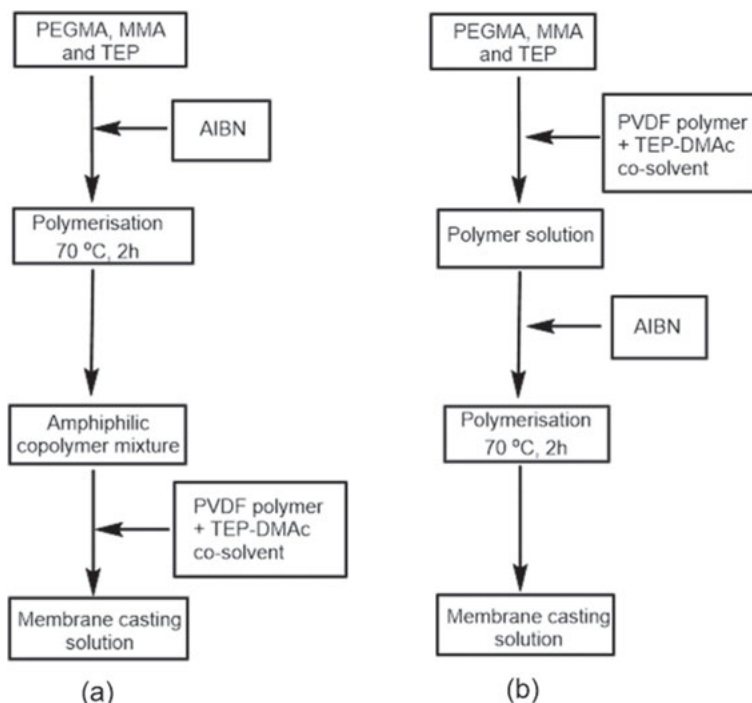 PEGMA, MMA
and TEP
AIBN
Polymerisation
70 ºC, 2h
Amphiphilic
copolymer mixture
PVDF polymer
+ TEP-DMAc
co-solvent
Membrane casting
solution
(a)
PEGMA, MMA
and TEP
PVDF polymer
+ TEP-DMAc
co-solvent
Polymer solution
AIBN
Polymerisation
70 ºC, 2h
Membrane casting
solution
(b)